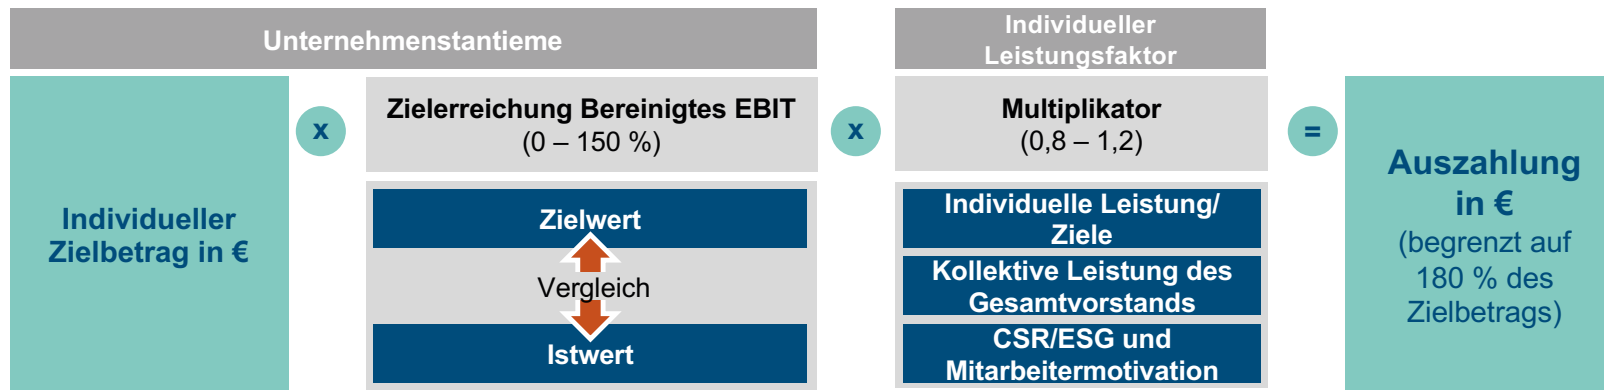 Unternehmenstantieme
Individueller
Leistungsfaktor
Individueller
Zielbetrag in €
x
Zielerreichung Bereinigtes EBIT
(0 – 150 %)
Zielwert
Vergleich
Istwert
x
Multiplikator
(0,8 – 1,2)
Individuelle Leistung/
Ziele
Kollektive Leistung des
Gesamtvorstands
CSR/ESG und
Mitarbeitermotivation
=
Auszahlung
in €
(begrenzt auf
180 % des
Zielbetrags)